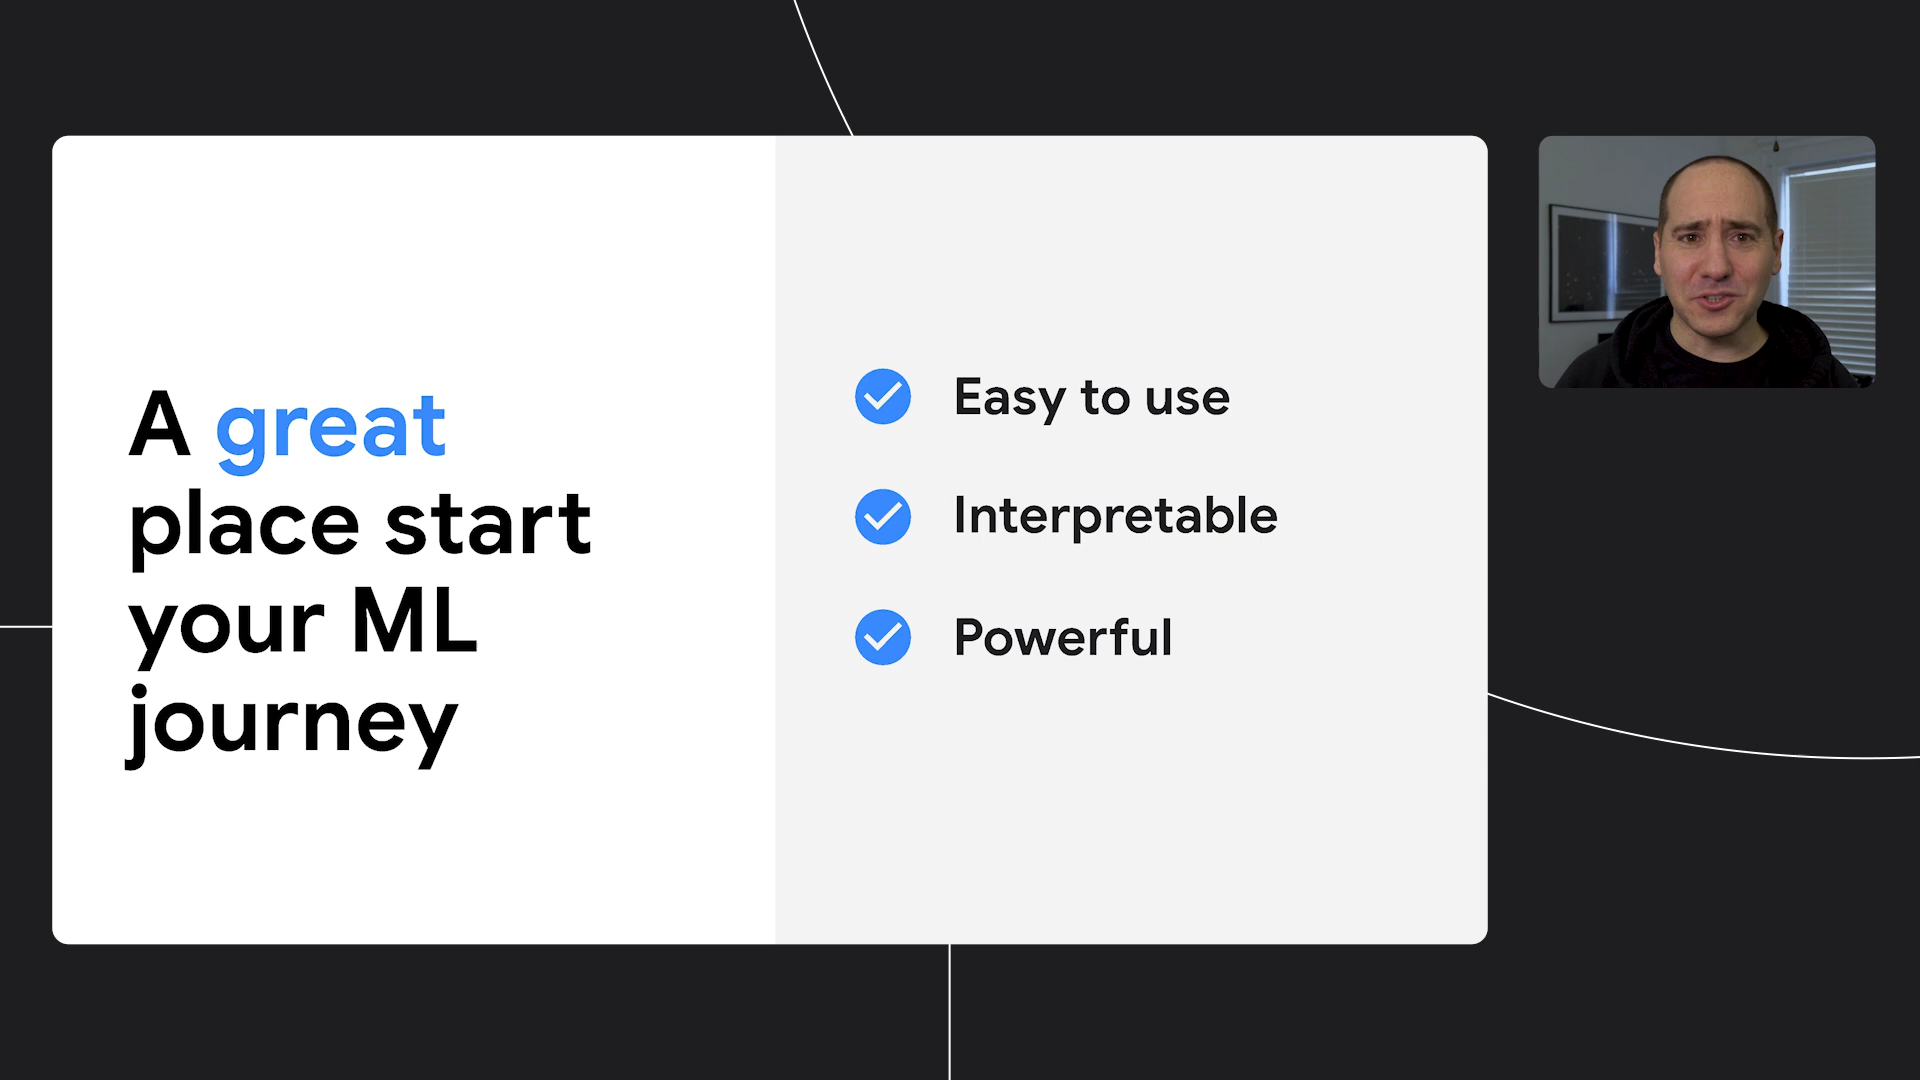 A great
place start
your ML
journey
Easy to use
Interpretable
Powerful